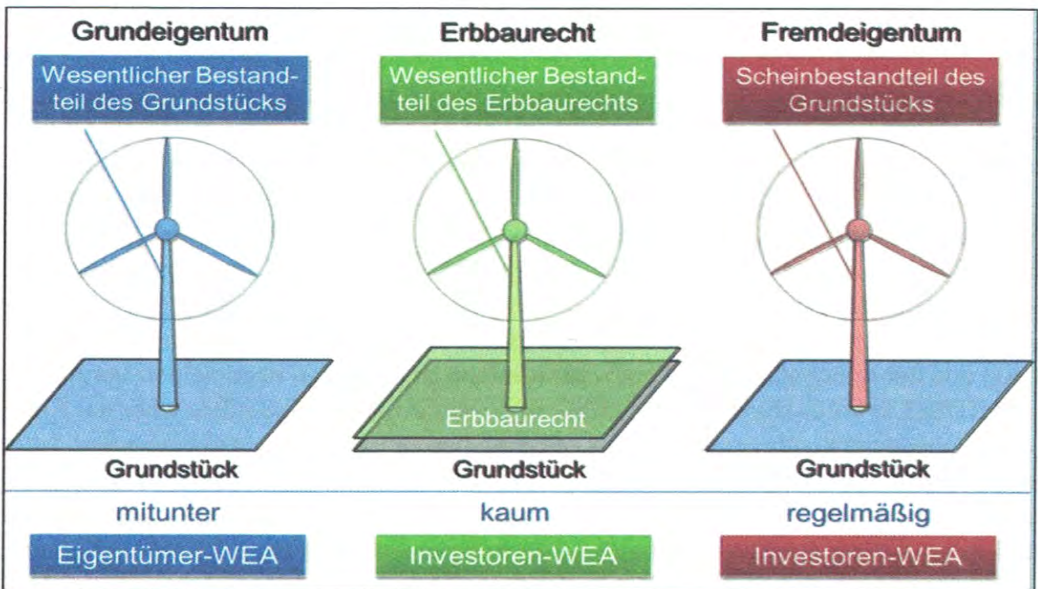 Grundeigentum
Wesentlicher Bestand-
teil des Grundstücks
Grundstück
mitunter
Eigentümer-WEA
Erbbaurecht
Wesentlicher Bestand-
teil des Erbbaurechts
Erbbaurecht
Grundstück
kaum
Investoren-WEA
Fremdeigentum
Scheinbestandteil des
Grundstücks
Grundstück
regelmäßig
Investoren-WEA